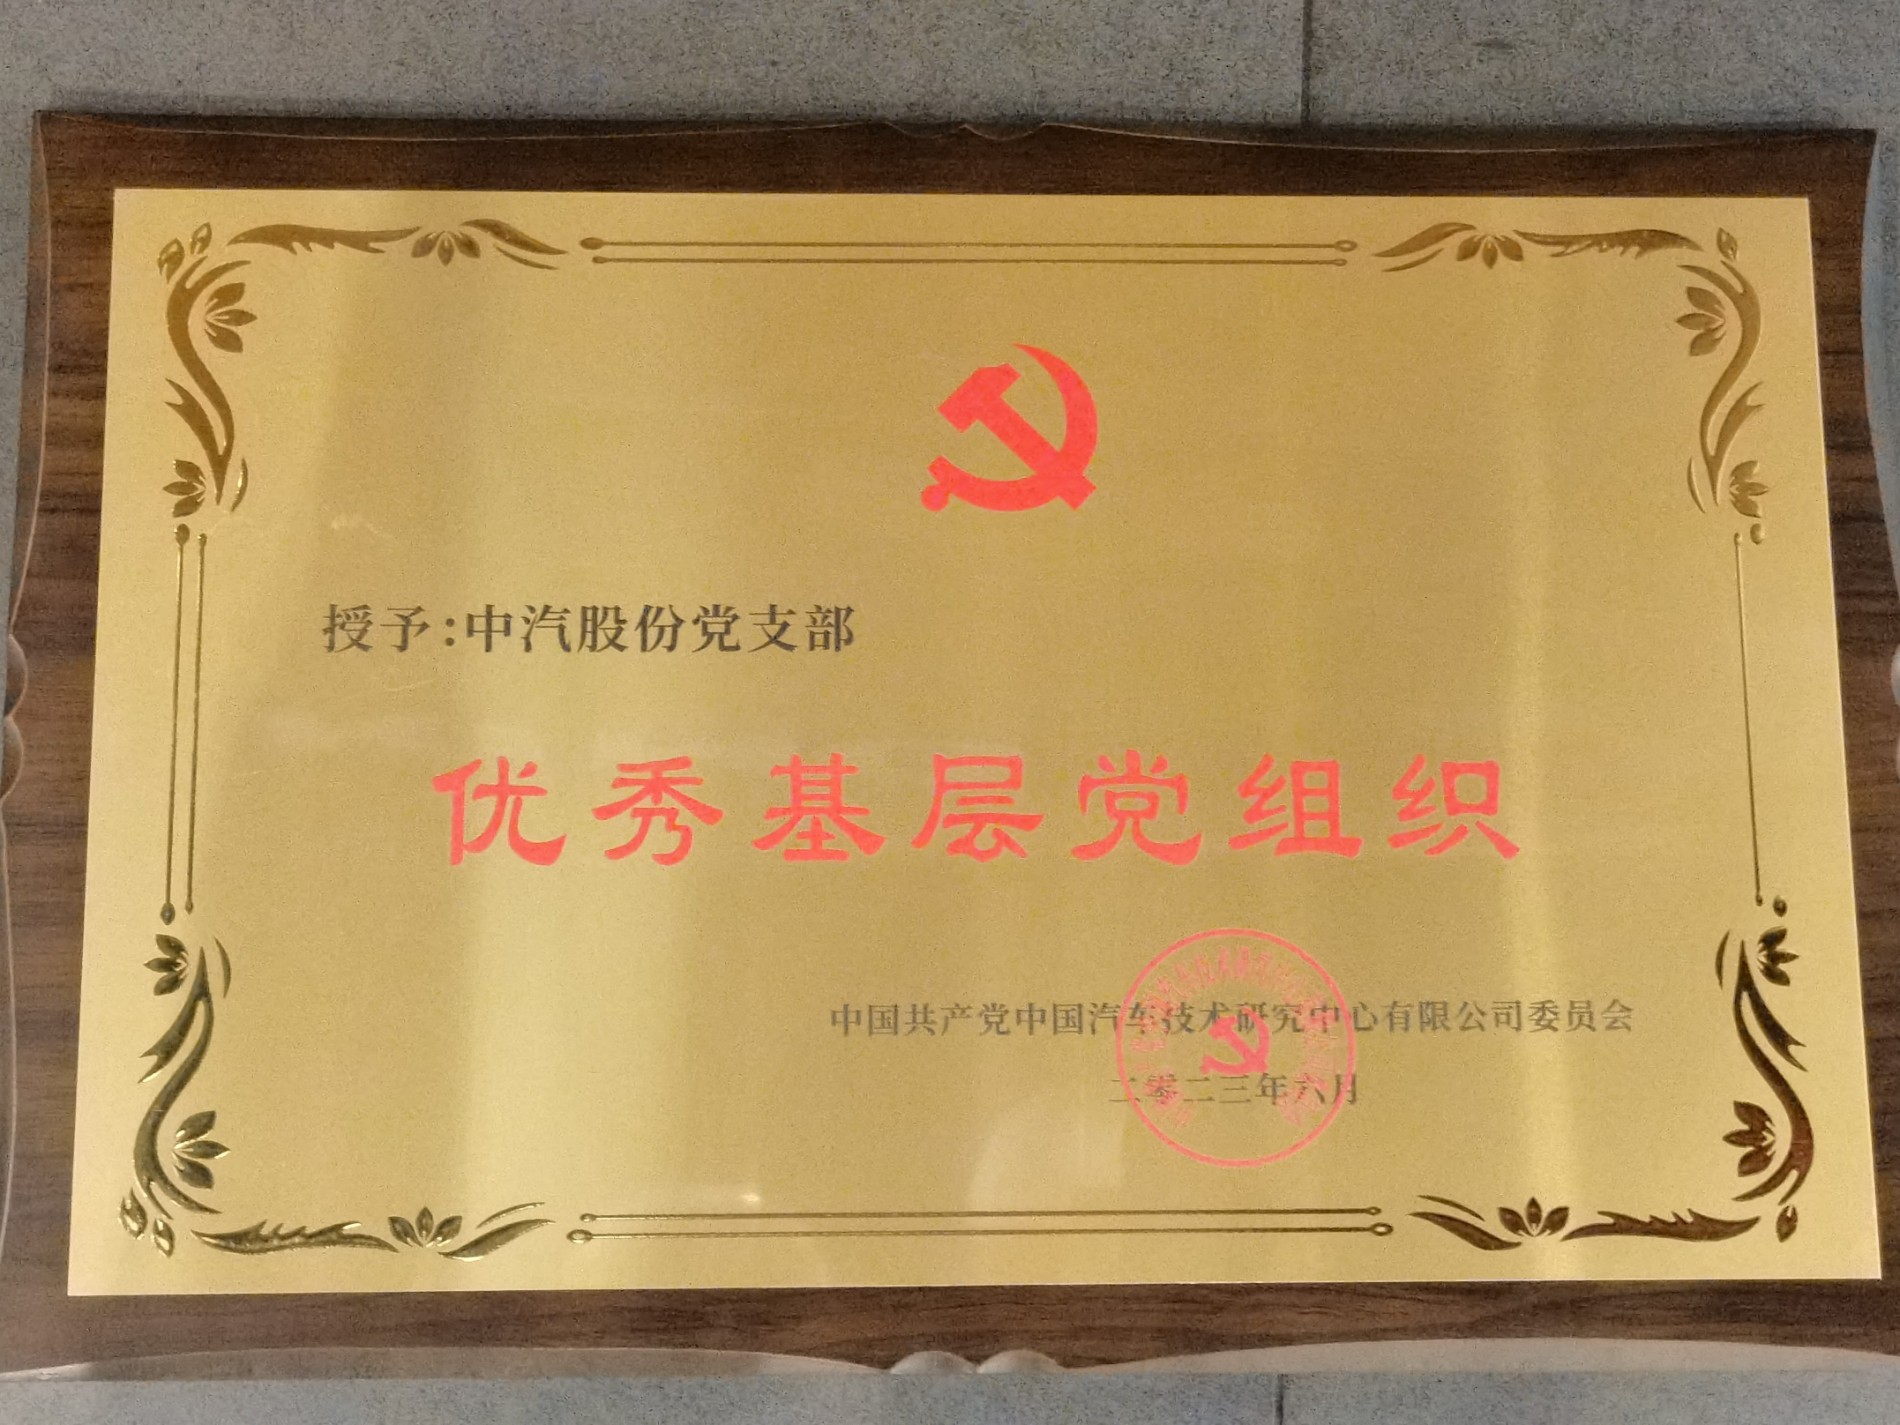 授予:中汽股份党支部
优秀基层党组织
中国共产党中国汽车技术研究中心有限公司委员会
二零二三年六月